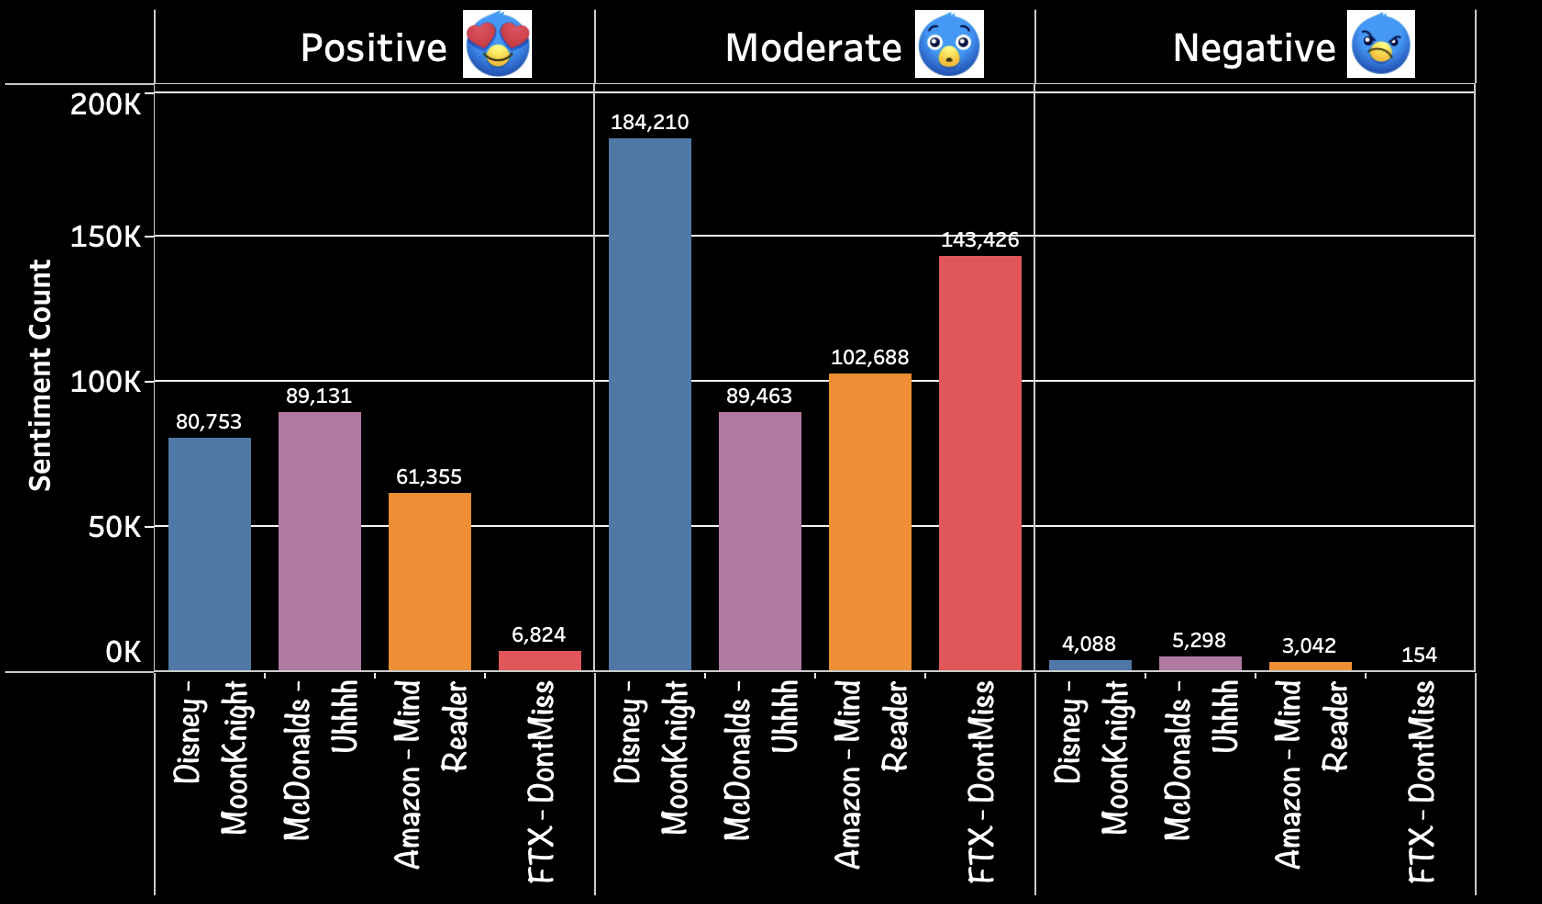 Positive
Moderate
Negative
Sentiment Count
200K
150K
100K
50K
0K
80,753
89,131
61,355
6,824
184,210
89,463
102,688
143,426
4,088
5,298
3,042
154
Disney -
MoonKnight
McDonalds -
Uhhhh
Amazon - Mind
Reader
FTX - DontMiss
Disney -
MoonKnight
McDonalds -
Uhhhh
Amazon - Mind
Reader
FTX - DontMiss
Disney -
MoonKnight
McDonalds -
Uhhhh
Amazon - Mind
Reader
FTX - DontMiss